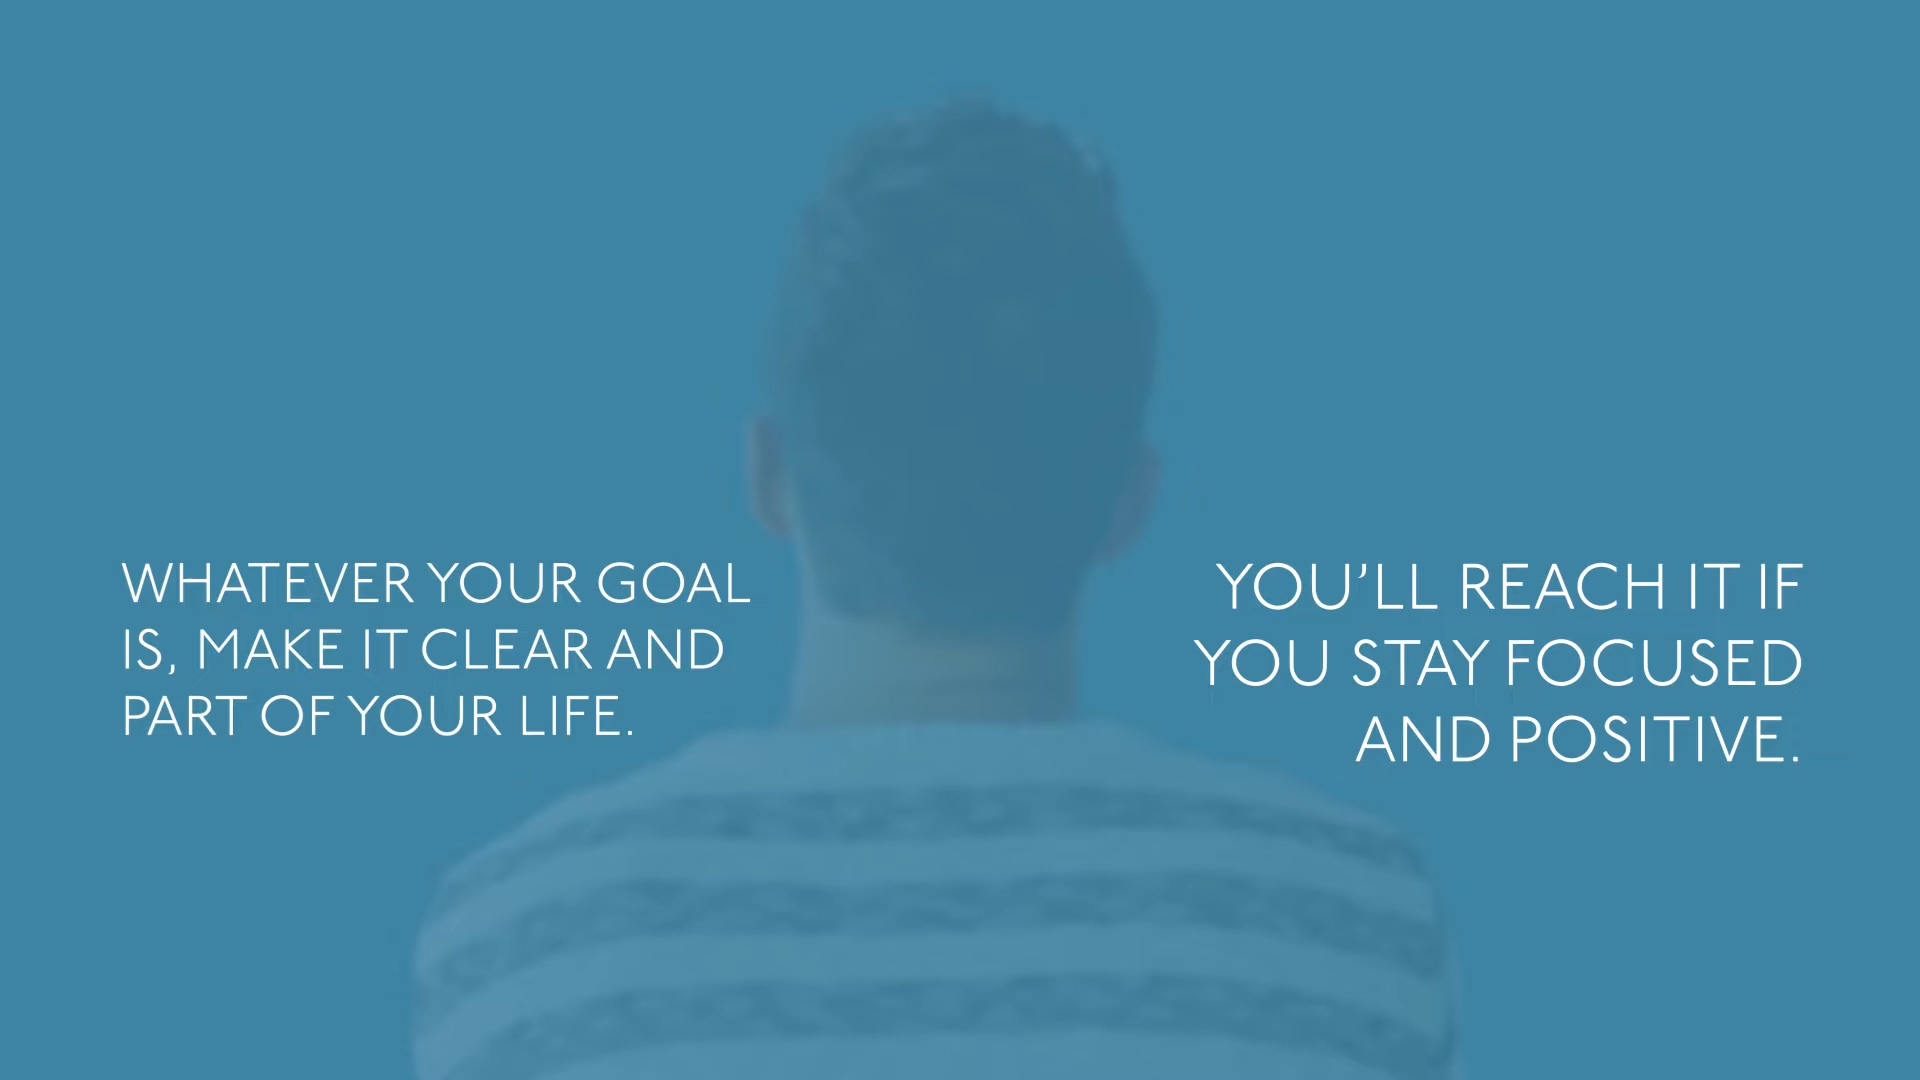 WHATEVER YOUR GOAL
IS, MAKE IT CLEAR AND
PART OF YOUR LIFE.
YOU’LL REACH IT IF
YOU STAY FOCUSED
AND POSITIVE.